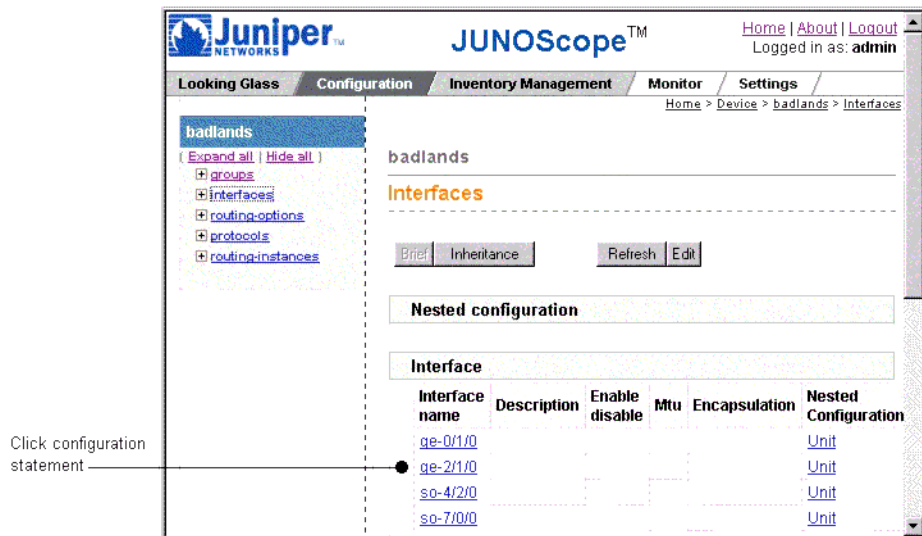 Juniper NETWORKS TM
JUNOScope TM
Home | About | Logout
Logged in as: admin
Looking Glass / Configuration / Inventory Management / Monitor / Settings /
Home > Device > badlands > Interfaces
badlands
[ Expand all | Hide all ]
groups
interfaces
routing-options
protocols
routing-instances
badlands
Interfaces
Brief Inheritance Refresh Edit
Nested configuration
Interface
Interface name Description Enable disable Mtu Encapsulation Nested Configuration
ge-0/1/0 Unit
ge-2/1/0 Unit
so-4/2/0 Unit
so-7/0/0 Unit
Click configuration
statement